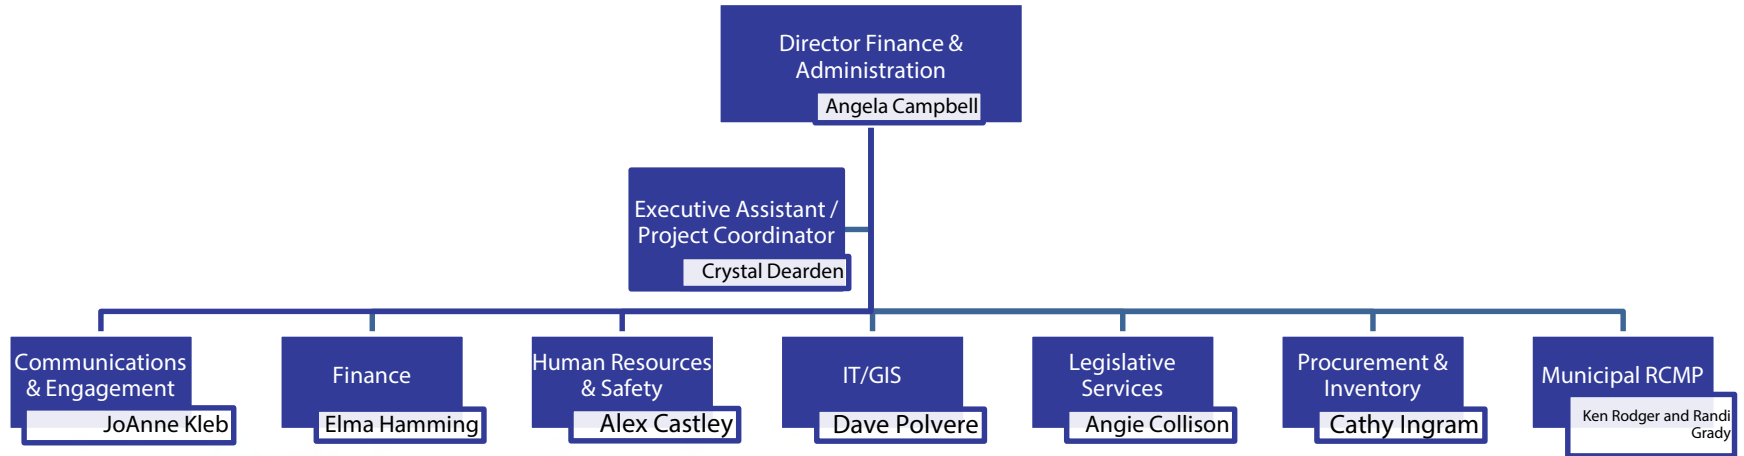 Director Finance &
Administration
Angela Campbell
Executive Assistant /
Project Coordinator
Crystal Dearden
Communications
& Engagement
JoAnne Kleb
Finance
Elma Hamming
Human Resources
& Safety
Alex Castley
IT/GIS
Dave Polvere
Legislative
Services
Angie Collison
Procurement &
Inventory
Cathy Ingram
Municipal RCMP
Ken Rodger and Randi
Grady